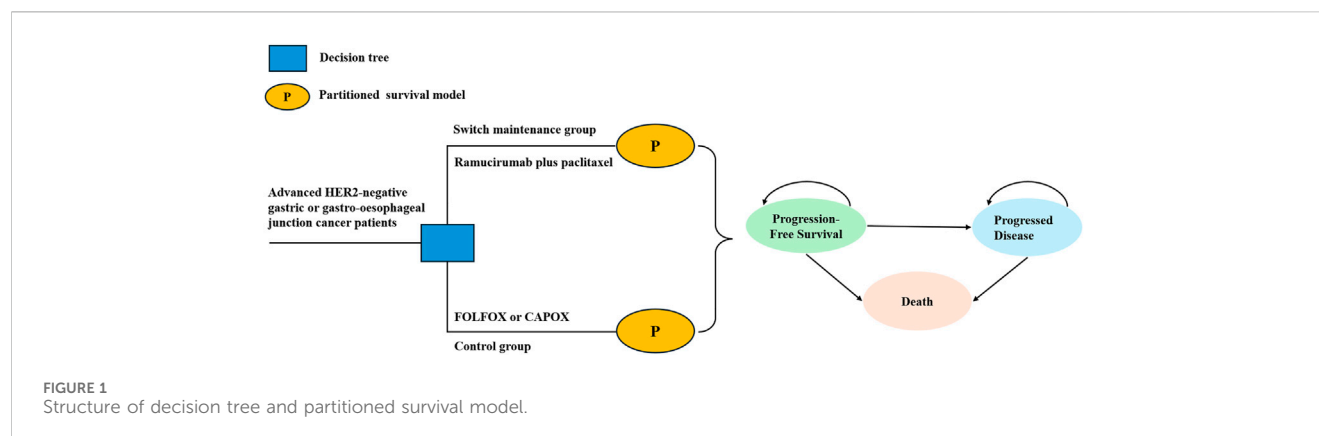 Decision tree
P
Partitioned survival model
Switch maintenance group
P
Ramucirumab plus paclitaxel
Advanced HER2-negative
gastric or gastro-oesophageal
junction cancer patients
FOLFOX or CAPOX
P
Control group
Progression-
Free Survival
Progressed
Disease
Death
FIGURE 1
Structure of decision tree and partitioned survival model.